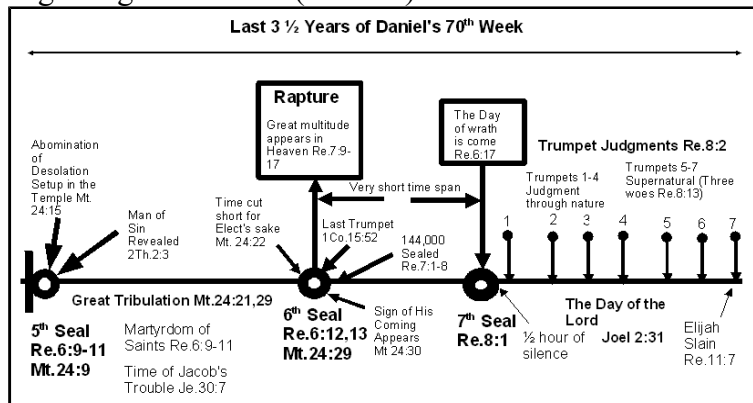 Last 3 ½ Years of Daniel's 70th Week
Rapture
Great multitude
appears in
Heaven Re.7:9-
17
The Day
of wrath
is come
Re.6:17
Abomination
of
Desolation
Setup in the
Temple Mt.
24:15
Man of
Sin
Revealed
2Th.2:3
Time cut
short for
Elect's sake
Mt. 24:22
Very short time span
Last Trumpet
1Co.15:52
144,000
Sealed
Re.7:1-8
Trumpet Judgments Re.8:2
Trumpets 1-4
Judgment
through nature
Trumpets 5-7
Supernatural (Three
woes Re.8:13)
1 2 3 4 5 6 7
Great Tribulation Mt.24:21,29
5th Seal
Re.6:9-11
Mt.24:9
Martyrdom of
Saints Re.6:9-11
Time of Jacob's
Trouble Je.30:7
6th Seal
Re.6:12,13
Mt.24:29
Sign of His
Coming
Appears
Mt 24:30
7th Seal
Re.8:1
½ hour of
silence
The Day of the
Lord
Joel 2:31
Elijah
Slain
Re.11:7